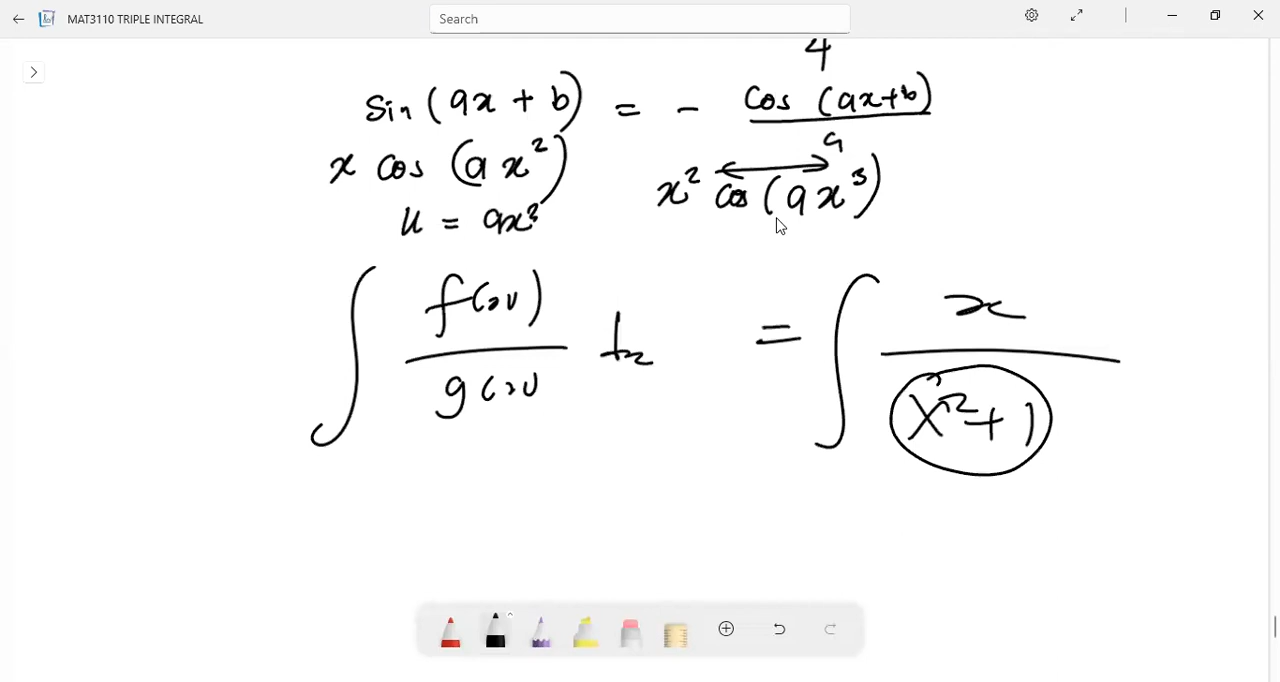 MAT3110 TRIPLE INTEGRAL
Search
4
sin(ax + b) = - cos(ax+b)
a
x cos(ax²)
x² cos(ax³)
u = ax³
∫ f(x) / g(x) dx = ∫ x / x²+1